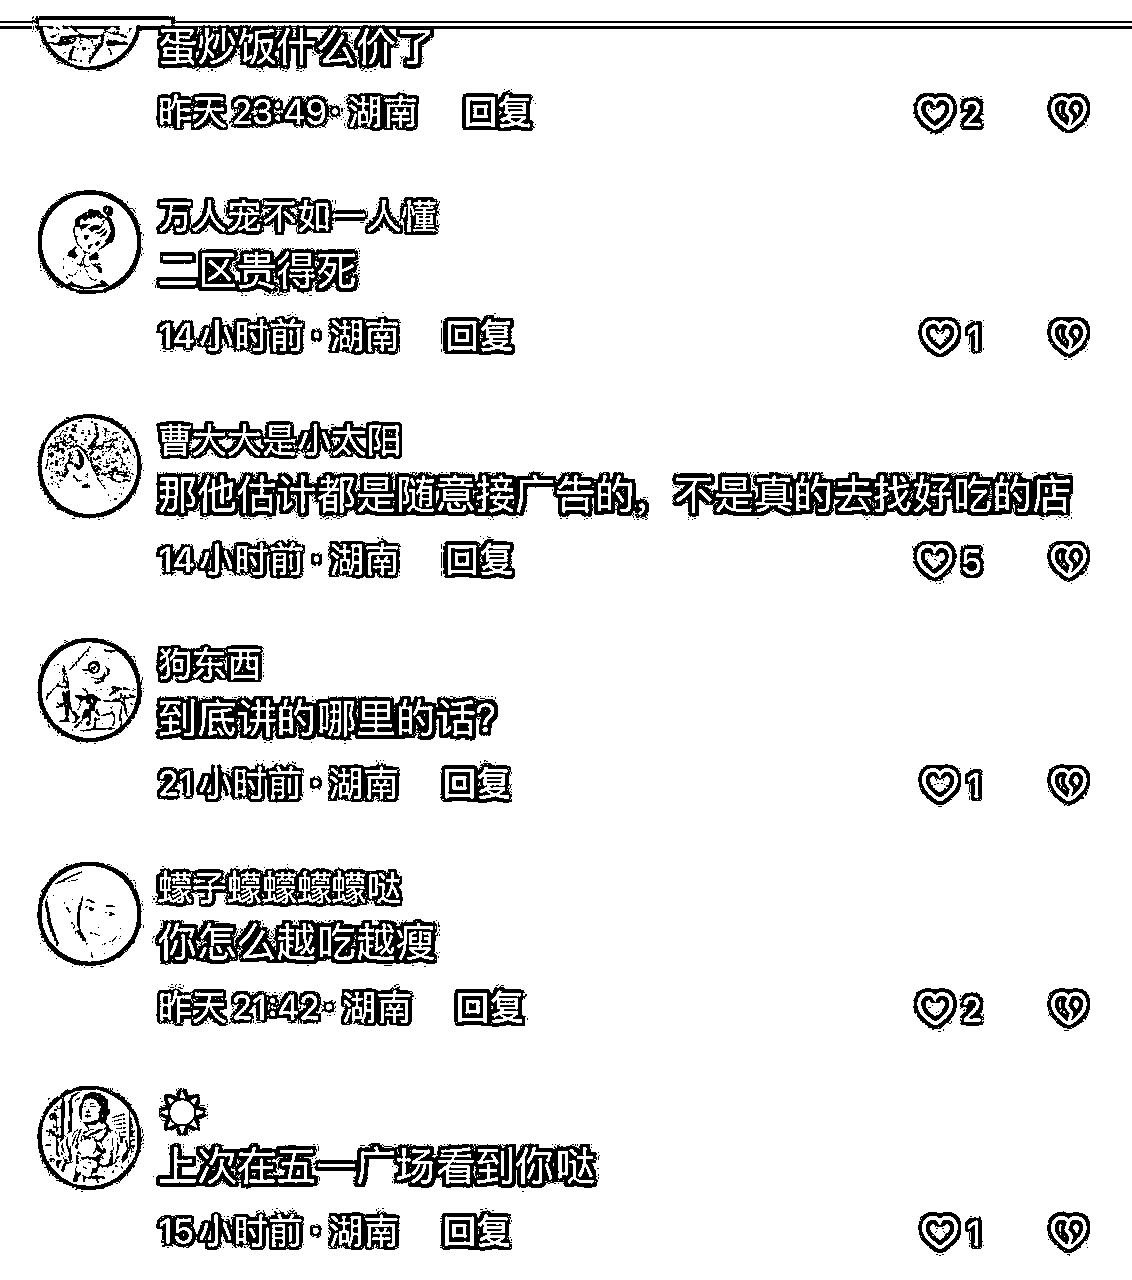 蛋炒饭什么价了
昨天 23:49 · 湖南 回复 2
万人宠不如一人懂
二区贵得死
14小时前 · 湖南 回复 1
曹大大是小太阳
那他估计都是随意接广告的，不是真的去找好吃的店
14小时前 · 湖南 回复 5
狗东西
到底讲的哪里的话？
21小时前 · 湖南 回复 1
蠓子蠓蠓蠓蠓哒
你怎么越吃越瘦
昨天 21:42 · 湖南 回复 2
上次在五一广场看到你哒
15小时前 · 湖南 回复 1